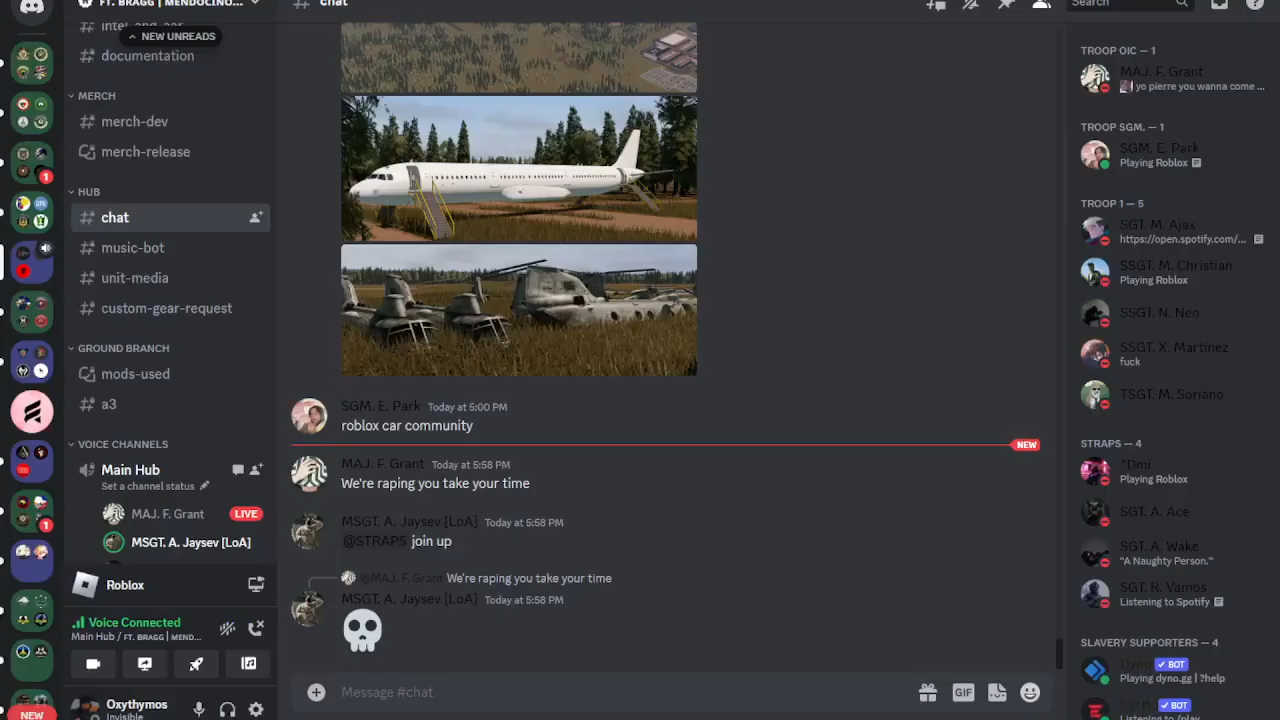 FT. BRAGG | MENDOCINO...
chat
Search
NEW UNREADS
documentation
MERCH
merch-dev
merch-release
HUB
chat
music-bot
unit-media
custom-gear-request
GROUND BRANCH
mods-used
a3
VOICE CHANNELS
Main Hub
Set a channel status
MAJ. F. Grant
LIVE
MSGT. A. Jaysev [LoA]
Roblox
Voice Connected
Main Hub / FT. BRAGG | MEND...
Oxythymos
Invisible
NEW
1
1
SGM. E. Park Today at 5:00 PM
roblox car community
NEW
MAJ. F. Grant Today at 5:58 PM
We're raping you take your time
MSGT. A. Jaysev [LoA] Today at 5:58 PM
@STRAPS join up
@MAJ. F. Grant We're raping you take your time
MSGT. A. Jaysev [LoA] Today at 5:58 PM
Message #chat
GIF
TROOP OIC — 1
MAJ. F. Grant
yo pierre you wanna come ...
TROOP SGM. — 1
SGM. E. Park
Playing Roblox
TROOP 1 — 5
SGT. M. Ajax
https://open.spotify.com/...
SSGT. M. Christian
Playing Roblox
SSGT. N. Neo
SSGT. X. Martinez
fuck
TSGT. M. Soriano
STRAPS — 4
^Dmi
Playing Roblox
SGT. A. Ace
SGT. A. Wake
"A Naughty Person."
SGT. R. Vamos
Listening to Spotify
SLAVERY SUPPORTERS — 4
Dyno BOT
Playing dyno.gg | ?help
BOT
Listening to /play